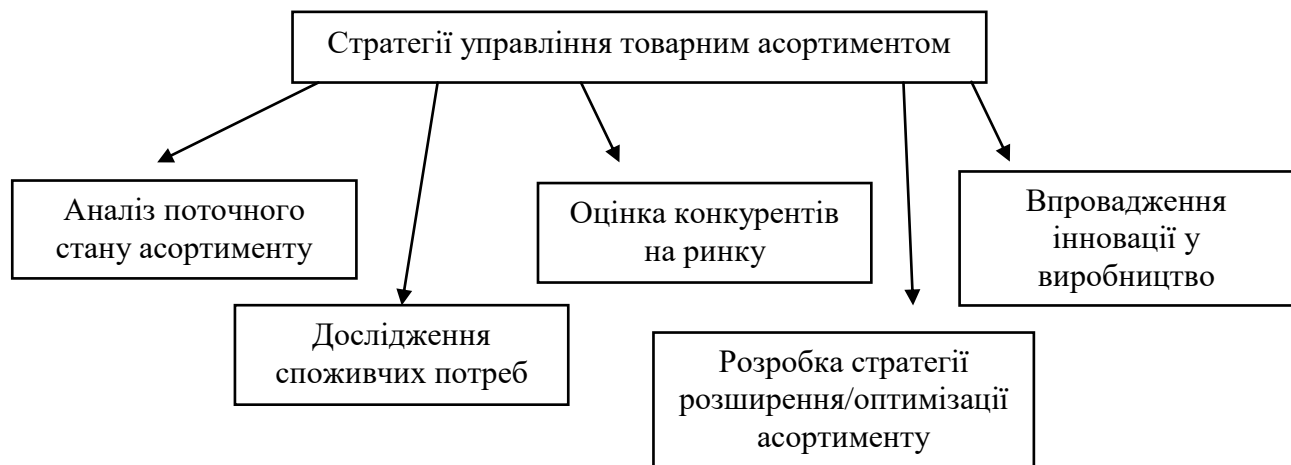 Стратегії управління товарним асортиментом
Аналіз поточного
стану асортименту
Дослідження
споживчих потреб
Оцінка конкурентів
на ринку
Розробка стратегії
розширення/оптимізації
асортименту
Впровадження
інновації у
виробництво